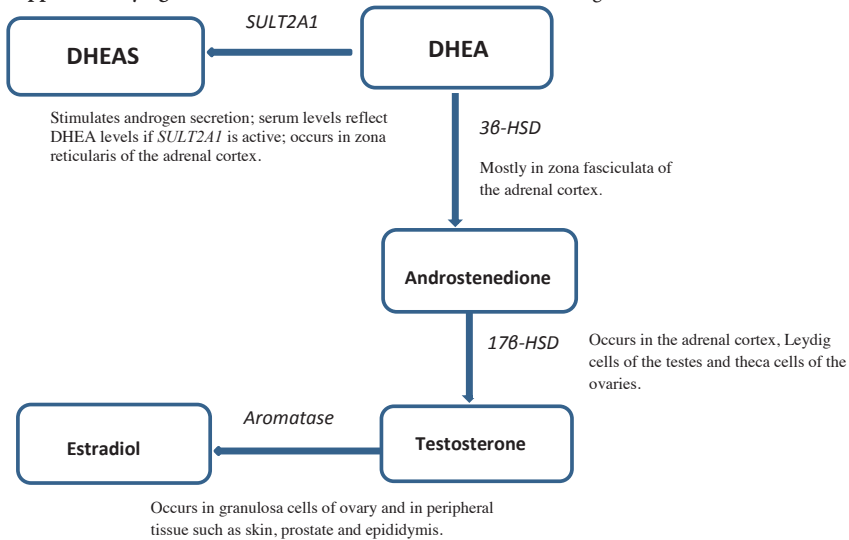 SULT2A1
DHEAS
DHEA
Stimulates androgen secretion; serum levels reflect
DHEA levels if SULT2A1 is active; occurs in zona
reticularis of the adrenal cortex.
3β-HSD
Mostly in zona fasciculata of
the adrenal cortex.
Androstenedione
17β-HSD
Occurs in the adrenal cortex, Leydig
cells of the testes and theca cells of the
ovaries.
Aromatase
Estradiol
Testosterone
Occurs in granulosa cells of ovary and in peripheral
tissue such as skin, prostate and epididymis.